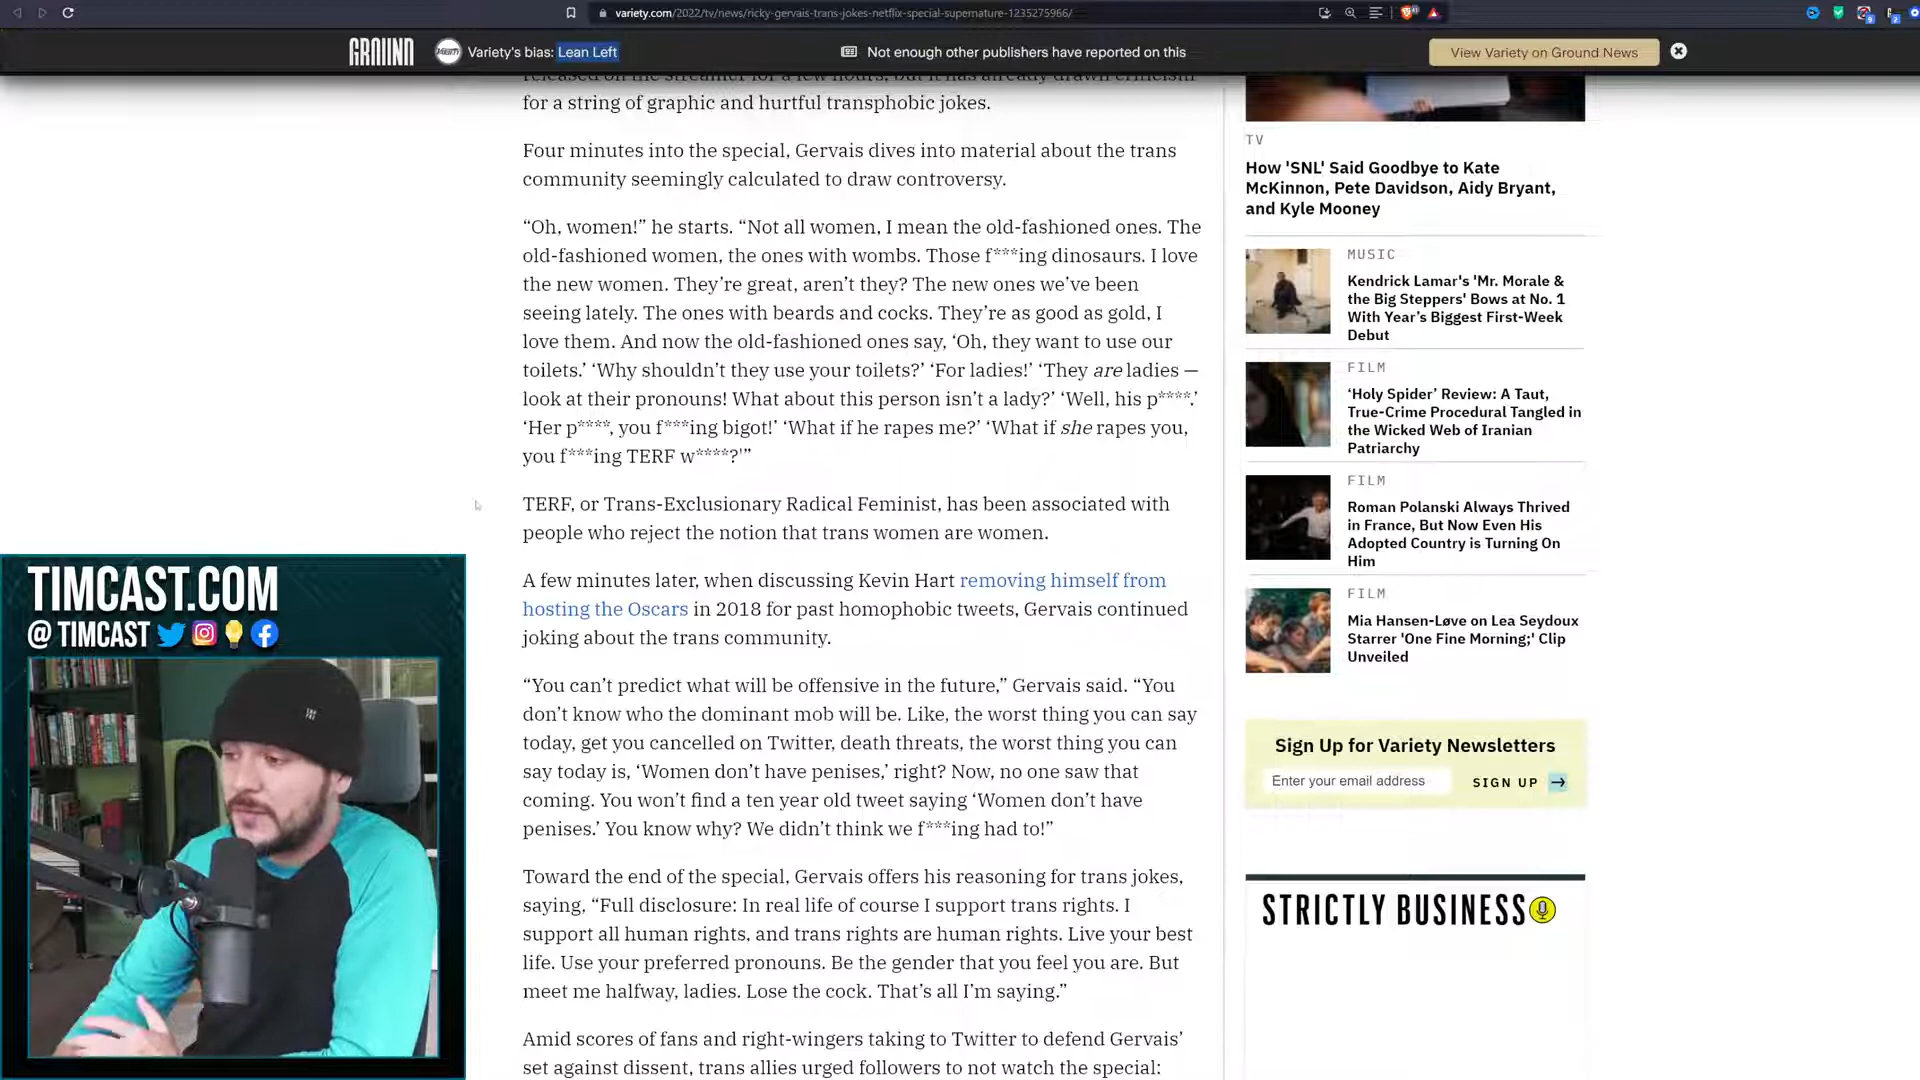 variety.com/2022/tv/news/ricky-gervais-trans-jokes-netflix-special-supernature-1235275966/
GROUND
VARIETY
Variety's bias: Lean Left
Not enough other publishers have reported on this
View Variety on Ground News
released on the streamer for a few hours, but it has already drawn criticism
for a string of graphic and hurtful transphobic jokes.
Four minutes into the special, Gervais dives into material about the trans
community seemingly calculated to draw controversy.
“Oh, women!” he starts. “Not all women, I mean the old-fashioned ones. The
old-fashioned women, the ones with wombs. Those f***ing dinosaurs. I love
the new women. They’re great, aren’t they? The new ones we’ve been
seeing lately. The ones with beards and cocks. They’re as good as gold, I
love them. And now the old-fashioned ones say, ‘Oh, they want to use our
toilets.’ ‘Why shouldn’t they use your toilets?’ ‘For ladies!’ ‘They are ladies —
look at their pronouns! What about this person isn’t a lady?’ ‘Well, his p****.’
‘Her p****, you f***ing bigot!’ ‘What if he rapes me?’ ‘What if she rapes you,
you f***ing TERF w****?’”
TERF, or Trans-Exclusionary Radical Feminist, has been associated with
people who reject the notion that trans women are women.
A few minutes later, when discussing Kevin Hart removing himself from
hosting the Oscars in 2018 for past homophobic tweets, Gervais continued
joking about the trans community.
“You can’t predict what will be offensive in the future,” Gervais said. “You
don’t know who the dominant mob will be. Like, the worst thing you can say
today, get you cancelled on Twitter, death threats, the worst thing you can
say today is, ‘Women don’t have penises,’ right? Now, no one saw that
coming. You won’t find a ten year old tweet saying ‘Women don’t have
penises.’ You know why? We didn’t think we f***ing had to!”
Toward the end of the special, Gervais offers his reasoning for trans jokes,
saying, “Full disclosure: In real life of course I support trans rights. I
support all human rights, and trans rights are human rights. Live your best
life. Use your preferred pronouns. Be the gender that you feel you are. But
meet me halfway, ladies. Lose the cock. That’s all I’m saying.”
Amid scores of fans and right-wingers taking to Twitter to defend Gervais’
set against dissent, trans allies urged followers to not watch the special:
TV
How 'SNL' Said Goodbye to Kate
McKinnon, Pete Davidson, Aidy Bryant,
and Kyle Mooney
MUSIC
Kendrick Lamar's 'Mr. Morale &
the Big Steppers' Bows at No. 1
With Year’s Biggest First-Week
Debut
FILM
‘Holy Spider’ Review: A Taut,
True-Crime Procedural Tangled in
the Wicked Web of Iranian
Patriarchy
FILM
Roman Polanski Always Thrived
in France, But Now Even His
Adopted Country is Turning On
Him
FILM
Mia Hansen-Løve on Lea Seydoux
Starrer 'One Fine Morning;' Clip
Unveiled
Sign Up for Variety Newsletters
Enter your email address
SIGN UP
STRICTLY BUSINESS
TIMCAST.COM
@ TIMCAST